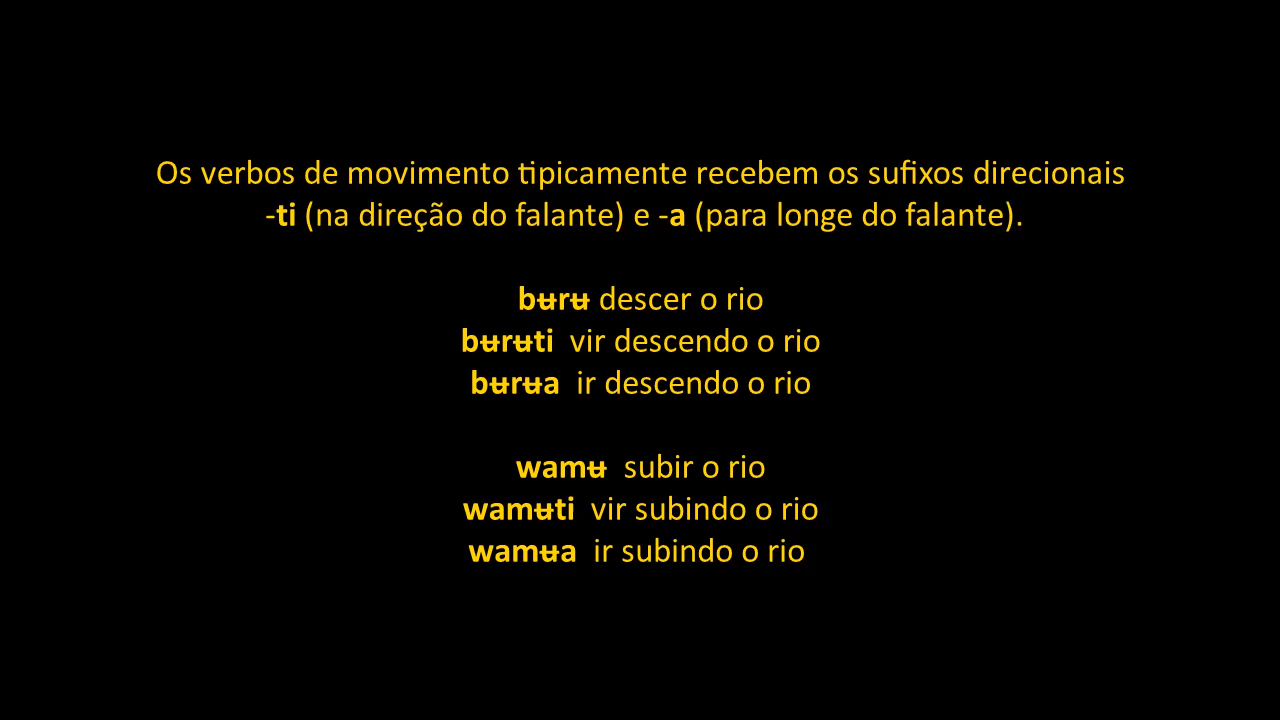 Os verbos de movimento tipicamente recebem os sufixos direcionais
-ti (na direção do falante) e -a (para longe do falante).
bʉrʉ descer o rio
bʉrʉti vir descendo o rio
bʉrʉa ir descendo o rio
wamʉ subir o rio
wamʉti vir subindo o rio
wamʉa ir subindo o rio